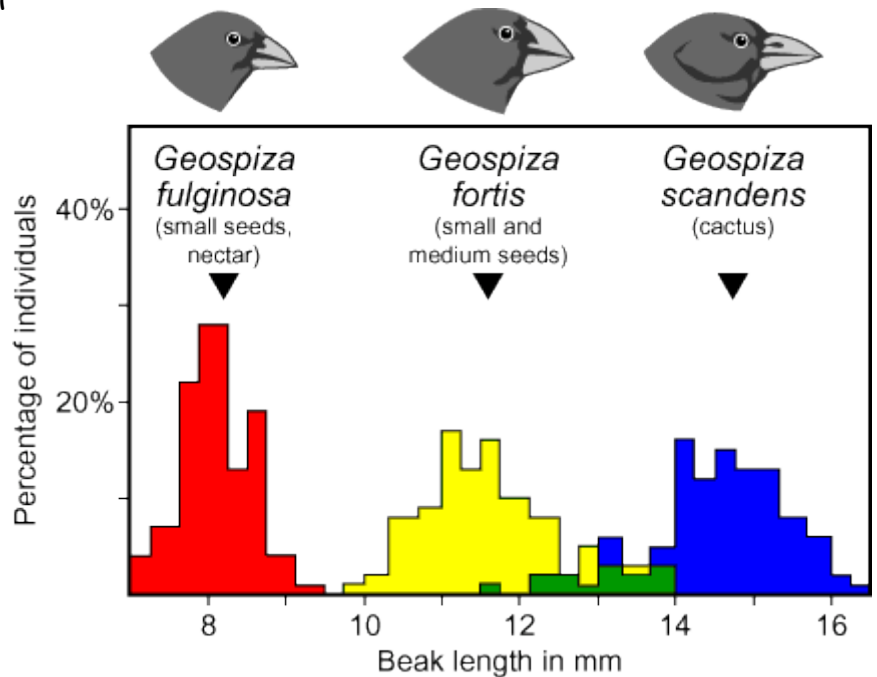 Geospiza
fulginosa
(small seeds,
nectar)
Geospiza
fortis
(small and
medium seeds)
Geospiza
scandens
(cactus)
Percentage of individuals
40%
20%
8
10
12
14
16
Beak length in mm